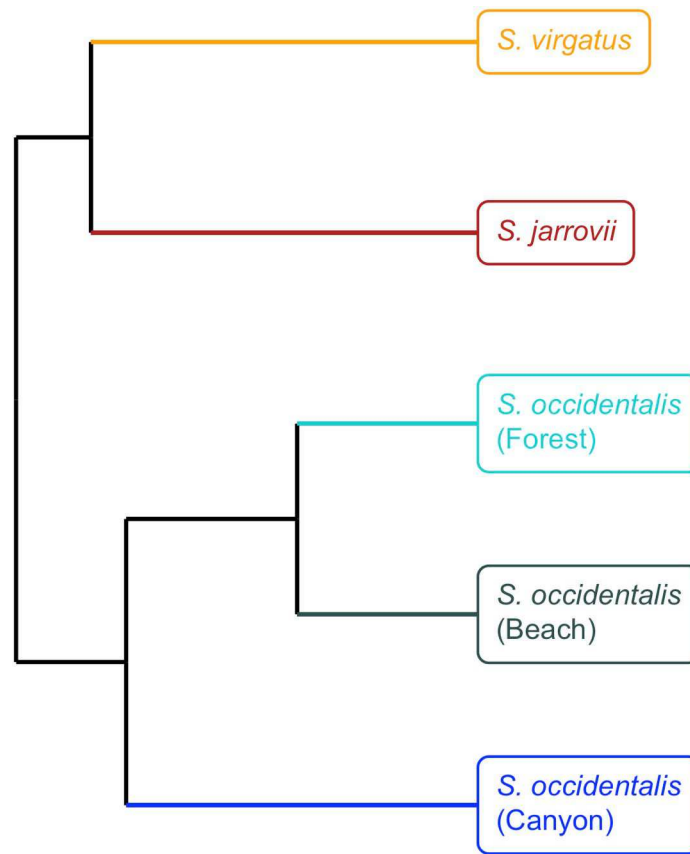 S. virgatus
S. jarrovii
S. occidentalis
(Forest)
S. occidentalis
(Beach)
S. occidentalis
(Canyon)